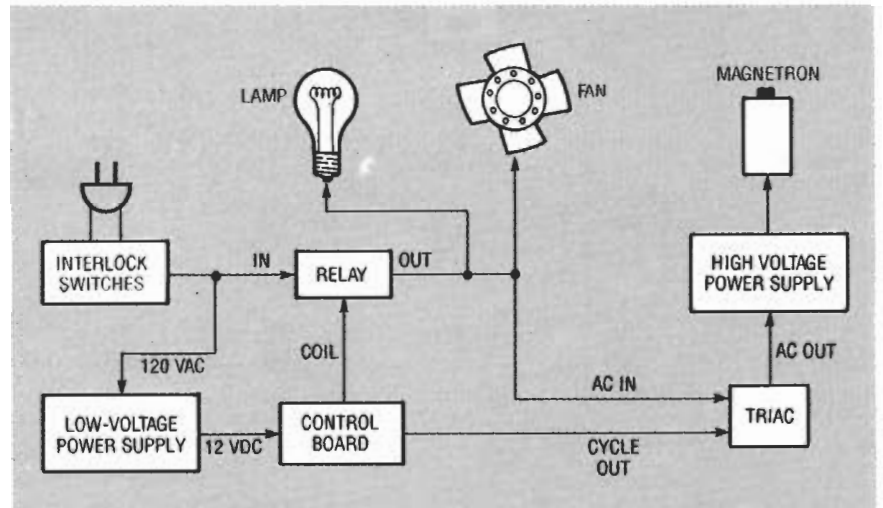 LAMP
FAN
MAGNETRON
INTERLOCK
SWITCHES
IN
RELAY
OUT
HIGH VOLTAGE
POWER SUPPLY
120 VAC
COIL
AC IN
AC OUT
LOW-VOLTAGE
POWER SUPPLY
12 VDC
CONTROL
BOARD
CYCLE
OUT
TRIAC